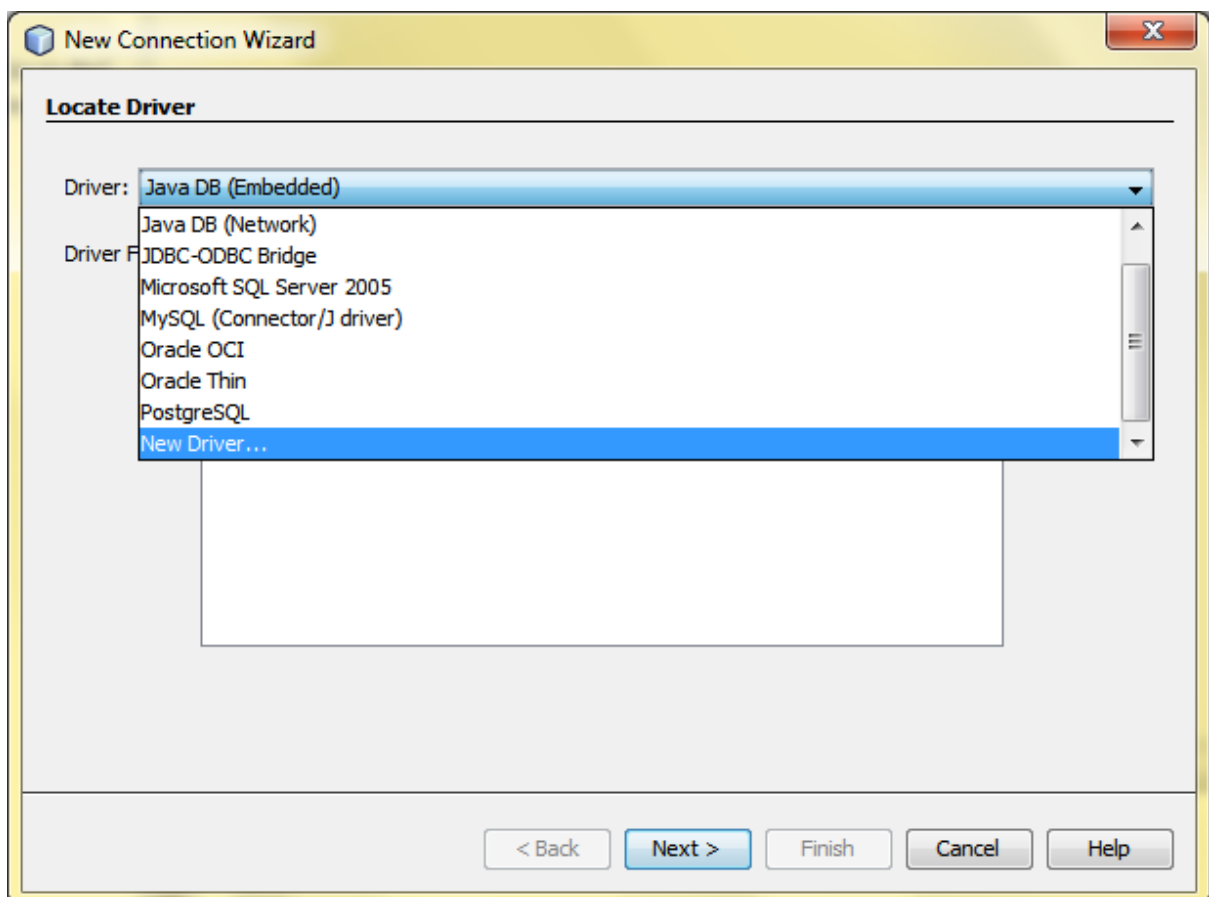 New Connection Wizard
Locate Driver
Driver: Java DB (Embedded)
Java DB (Network)
Driver F
JDBC-ODBC Bridge
Microsoft SQL Server 2005
MySQL (Connector/J driver)
Oracle OCI
Oracle Thin
PostgreSQL
New Driver...
< Back Next > Finish Cancel Help